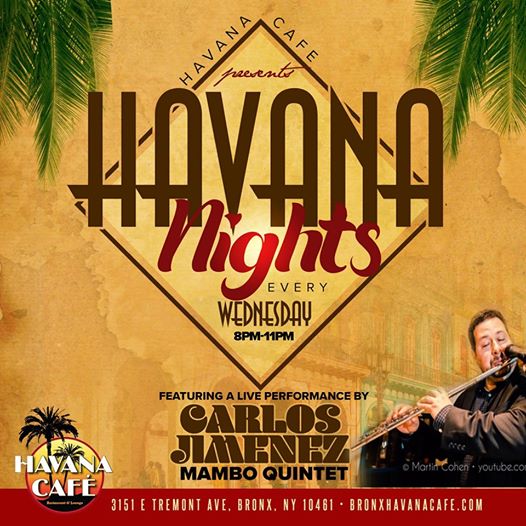 HAVANA CAFE
presents
HAVANA
Nights
EVERY
WEDNESDAY
8PM-11PM
FEATURING A LIVE PERFORMANCE BY
CARLOS
JIMENEZ
MAMBO QUINTET
© Martin Cohen • youtube.com
HAVANA
CAFÉ
Restaurant & Lounge
3151 E TREMONT AVE, BRONX, NY 10461 • BRONXHAVANACAFE.COM